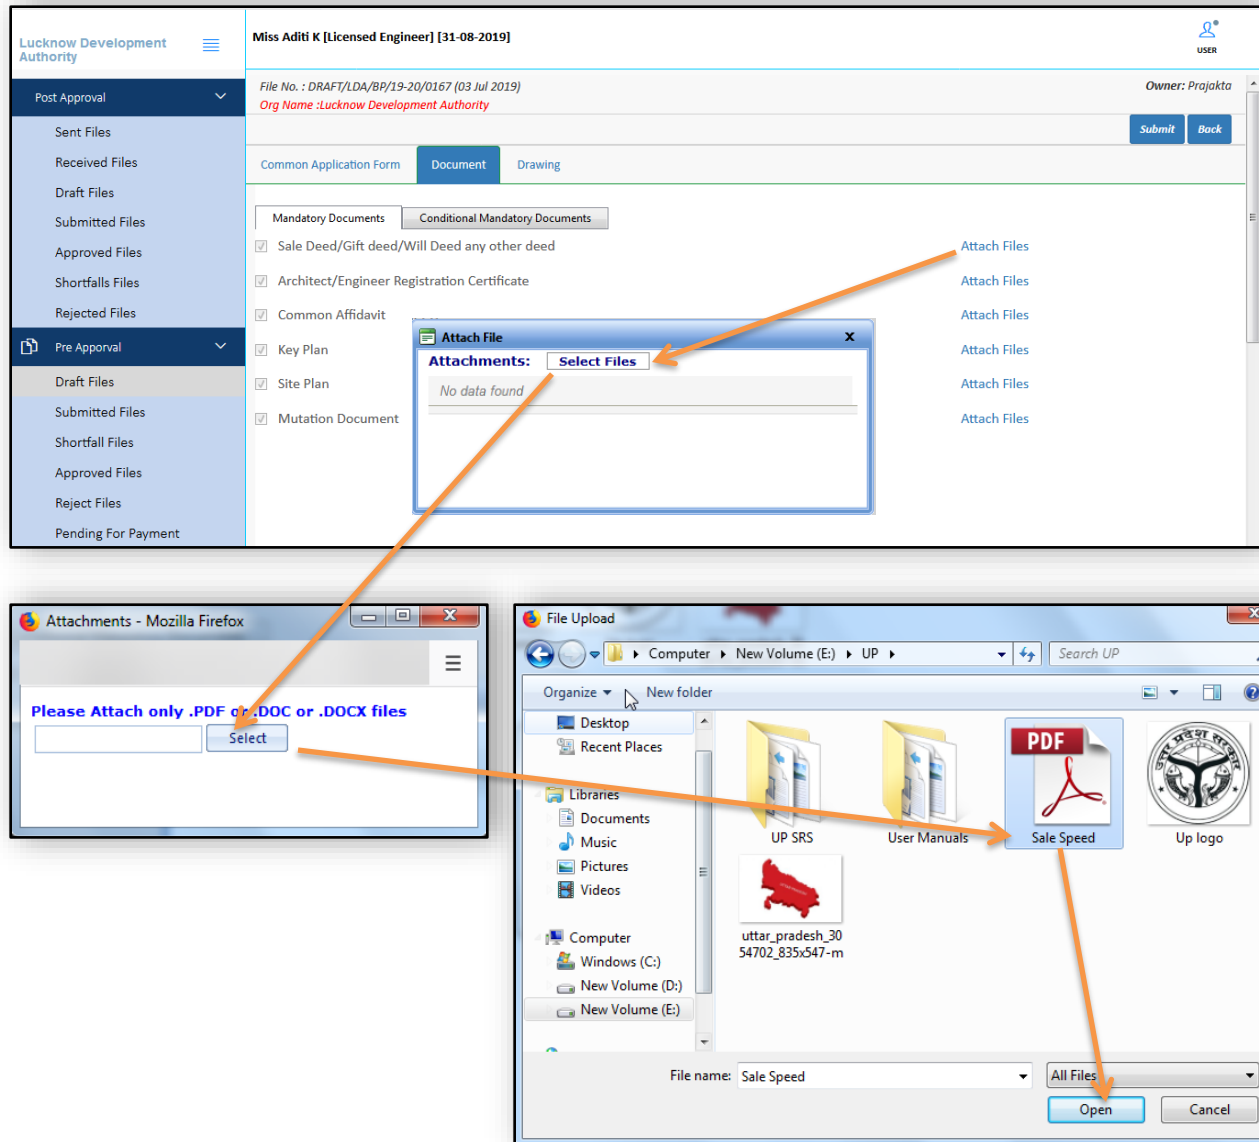 Lucknow Development
Authority
Miss Aditi K [Licensed Engineer] [31-08-2019]
USER
File No. : DRAFT/LDA/BP/19-20/0167 (03 Jul 2019)
Owner: Prajakta
Org Name :Lucknow Development Authority
Submit Back
Post Approval
Sent Files
Received Files
Draft Files
Submitted Files
Approved Files
Shortfalls Files
Rejected Files
Pre Apporval
Draft Files
Submitted Files
Shortfall Files
Approved Files
Reject Files
Pending For Payment
Common Application Form Document Drawing
Mandatory Documents Conditional Mandatory Documents
Sale Deed/Gift deed/Will Deed any other deed Attach Files
Architect/Engineer Registration Certificate Attach Files
Common Affidavit Attach Files
Key Plan Attach Files
Site Plan Attach Files
Mutation Document Attach Files
Attach File x
Attachments: Select Files
No data found
Attachments - Mozilla Firefox
Please Attach only .PDF or .DOC or .DOCX files
Select
File Upload
Computer New Volume (E:) UP
Search UP
Organize New folder
Desktop
Recent Places
Libraries
Documents
Music
Pictures
Videos
Computer
Windows (C:)
New Volume (D:)
New Volume (E:)
PDF
UP SRS User Manuals Sale Speed Up logo
उत्तर प्रदेश सरकार
uttar_pradesh_30
54702_835x547-m
File name: Sale Speed
All Files
Open Cancel